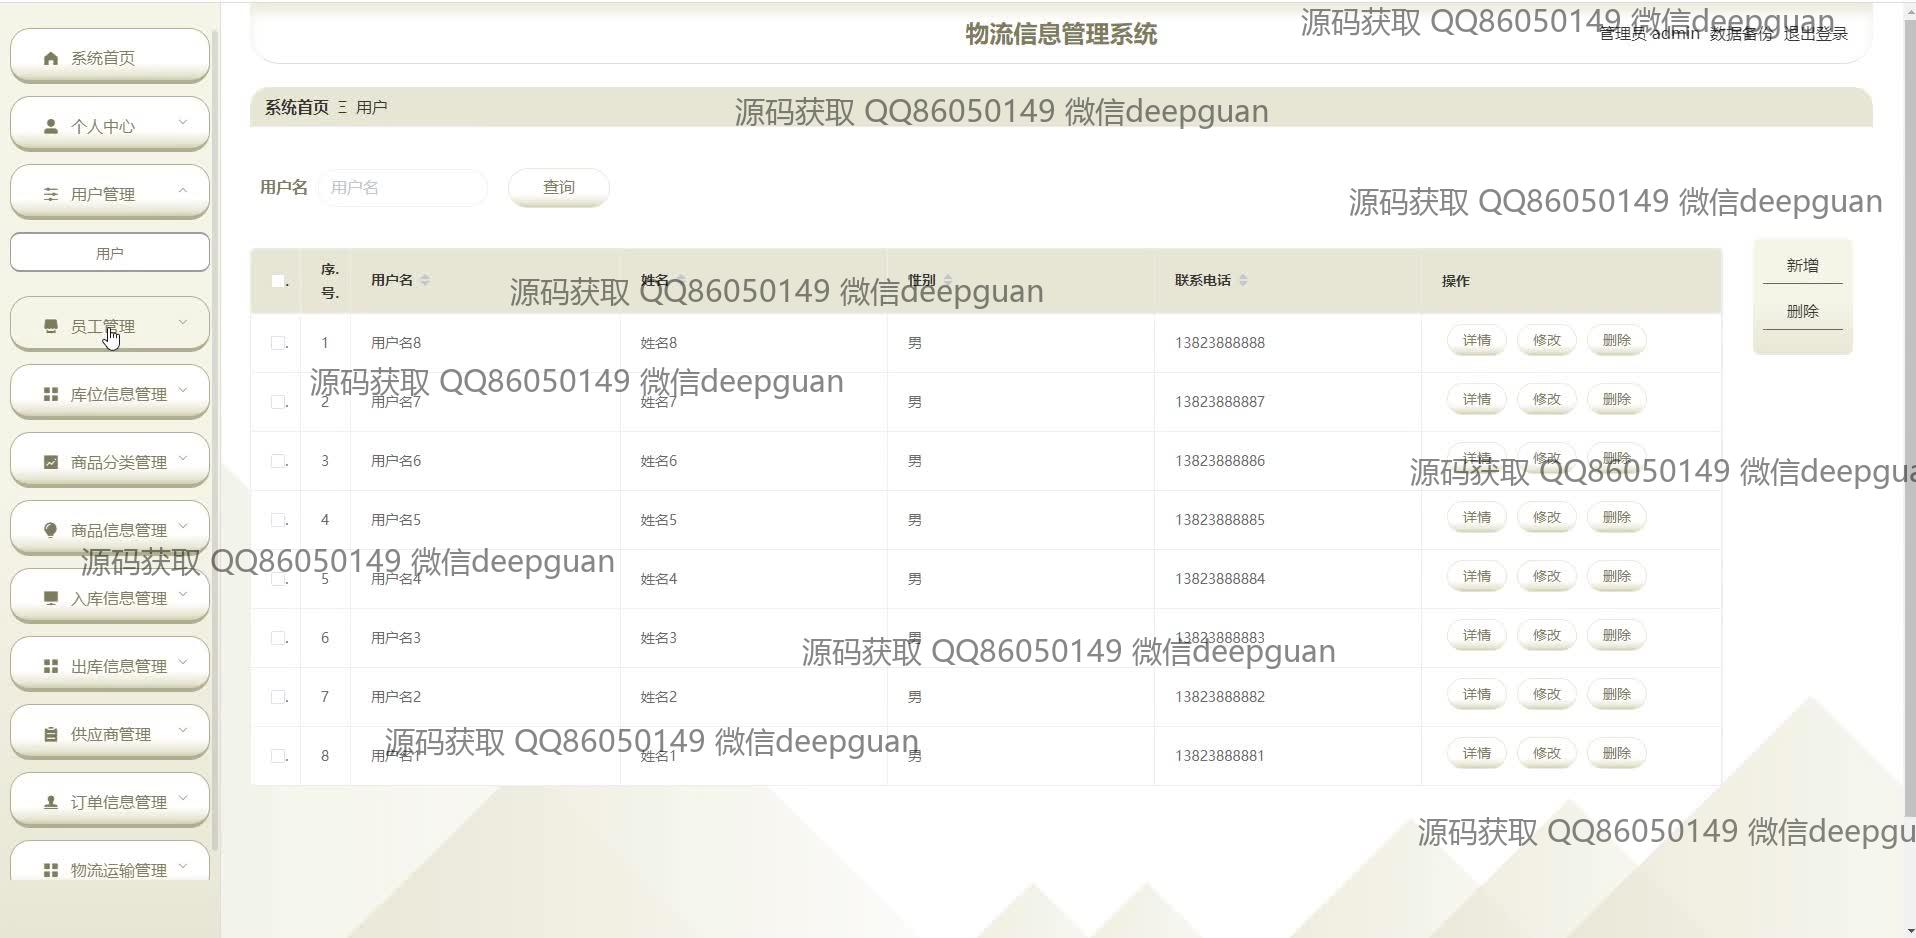 物流信息管理系统
管理员 admin 数据备份 退出登录
源码获取 QQ86050149 微信deepguan
系统首页
个人中心
用户管理
用户
员工管理
库位信息管理
商品分类管理
商品信息管理
入库信息管理
出库信息管理
供应商管理
订单信息管理
物流运输管理
系统首页 Ξ 用户
源码获取 QQ86050149 微信deepguan
用户名 用户名 查询
源码获取 QQ86050149 微信deepguan
新增
删除
序号. 用户名 姓名 性别 联系电话 操作
源码获取 QQ86050149 微信deepguan
1 用户名8 姓名8 男 13823888888 详情 修改 删除
源码获取 QQ86050149 微信deepguan
2 用户名7 姓名7 男 13823888887 详情 修改 删除
3 用户名6 姓名6 男 13823888886 详情 修改 删除
源码获取 QQ86050149 微信deepgua
4 用户名5 姓名5 男 13823888885 详情 修改 删除
源码获取 QQ86050149 微信deepguan
5 用户名4 姓名4 男 13823888884 详情 修改 删除
6 用户名3 姓名3 男 13823888883 详情 修改 删除
源码获取 QQ86050149 微信deepguan
7 用户名2 姓名2 男 13823888882 详情 修改 删除
源码获取 QQ86050149 微信deepguan
8 用户名1 姓名1 男 13823888881 详情 修改 删除
源码获取 QQ86050149 微信deepgu